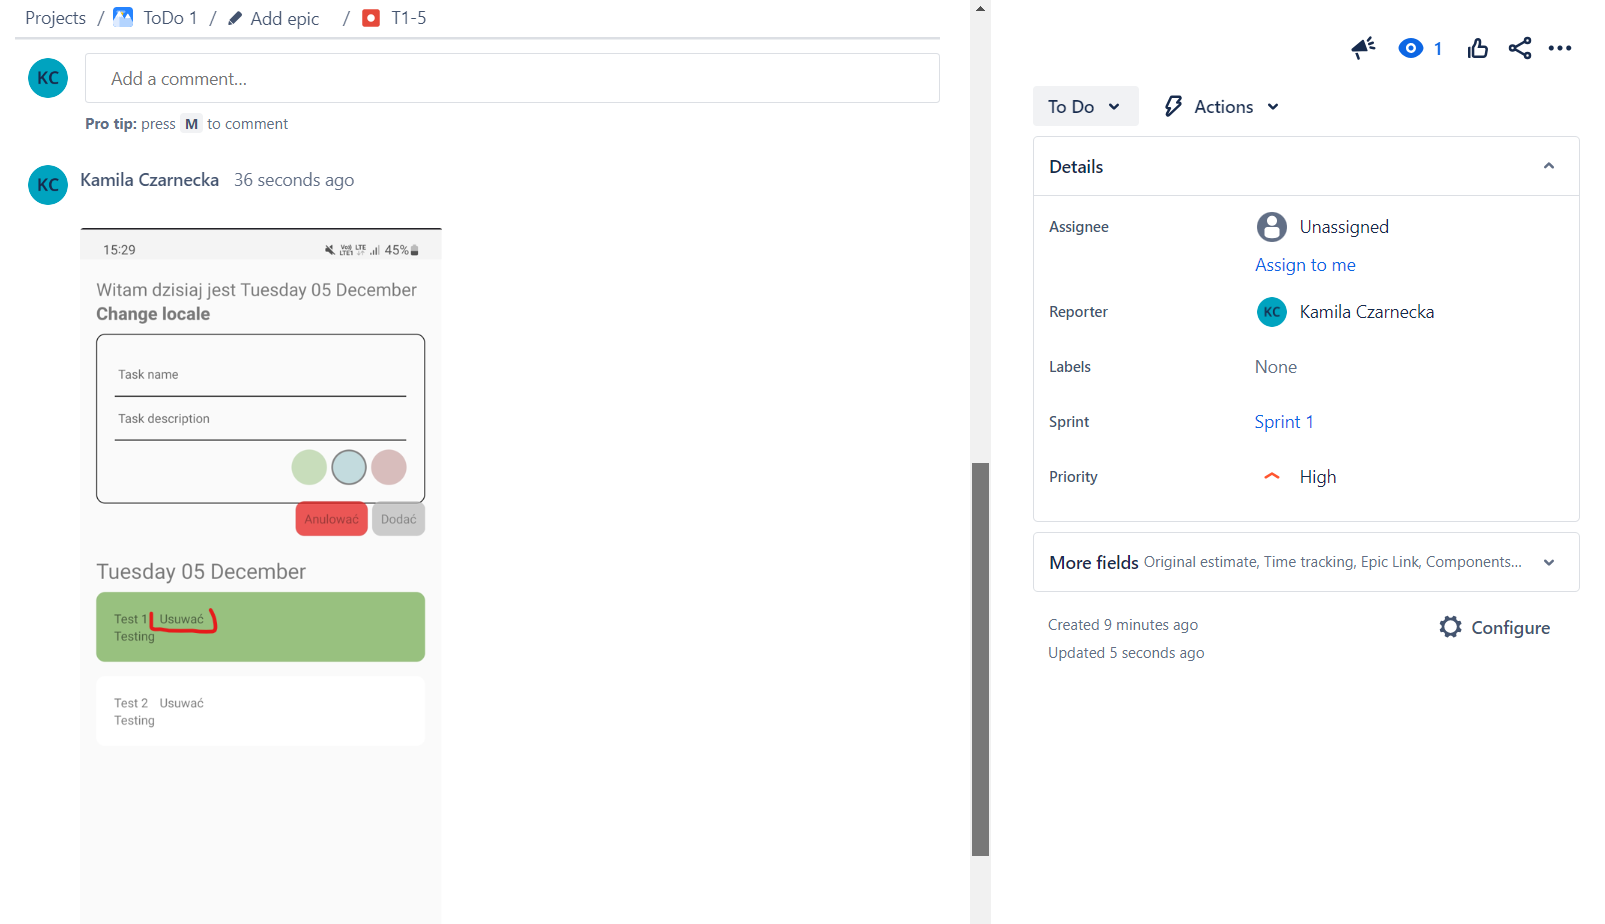 Projects / ToDo 1 / Add epic / T1-5
KC Add a comment...
Pro tip: press M to comment
KC Kamila Czarnecka 36 seconds ago
15:29 Vo)) LTE1 LTE 45%
Witam dzisiaj jest Tuesday 05 December
Change locale
Task name
Task description
Anulować Dodać
Tuesday 05 December
Test 1 Usuwać
Testing
Test 2 Usuwać
Testing
1
To Do Actions
Details
Assignee Unassigned
Assign to me
Reporter KC Kamila Czarnecka
Labels None
Sprint Sprint 1
Priority High
More fields Original estimate, Time tracking, Epic Link, Components...
Created 9 minutes ago Configure
Updated 5 seconds ago